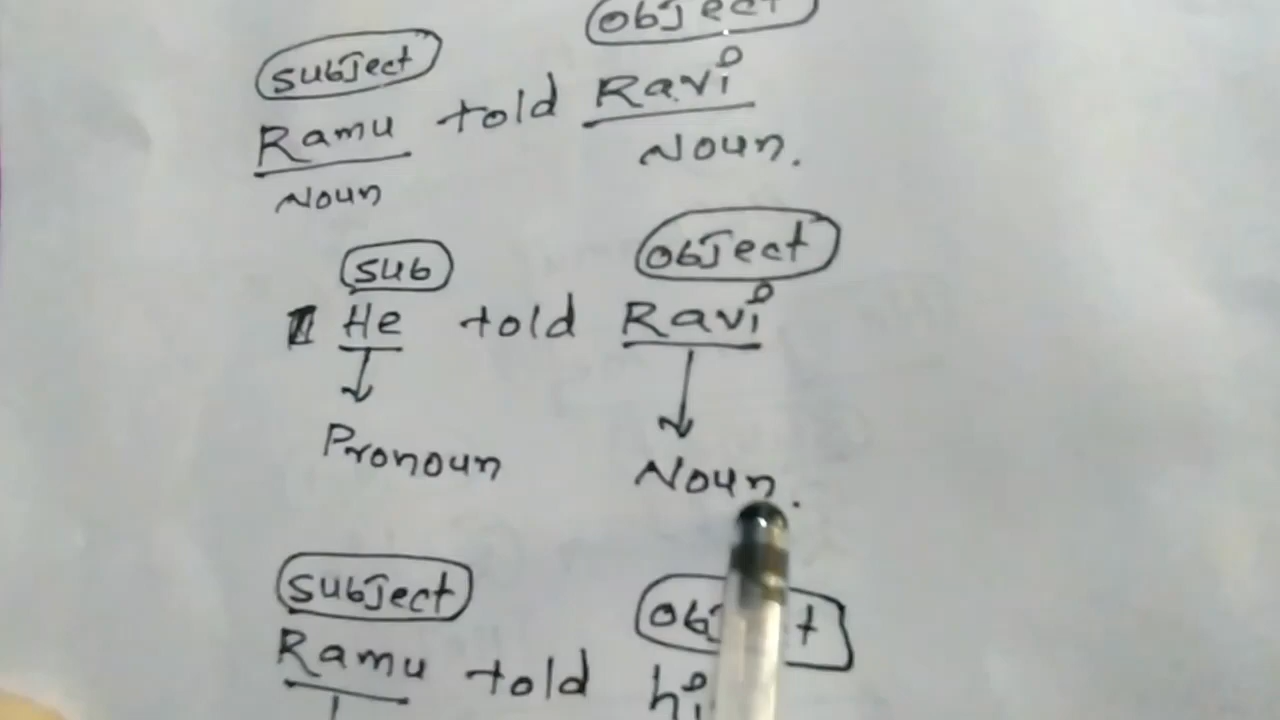 object
subject
Ramu told Ravi
Noun Noun.
sub object
He told Ravi
Pronoun Noun.
subject
Ramu told